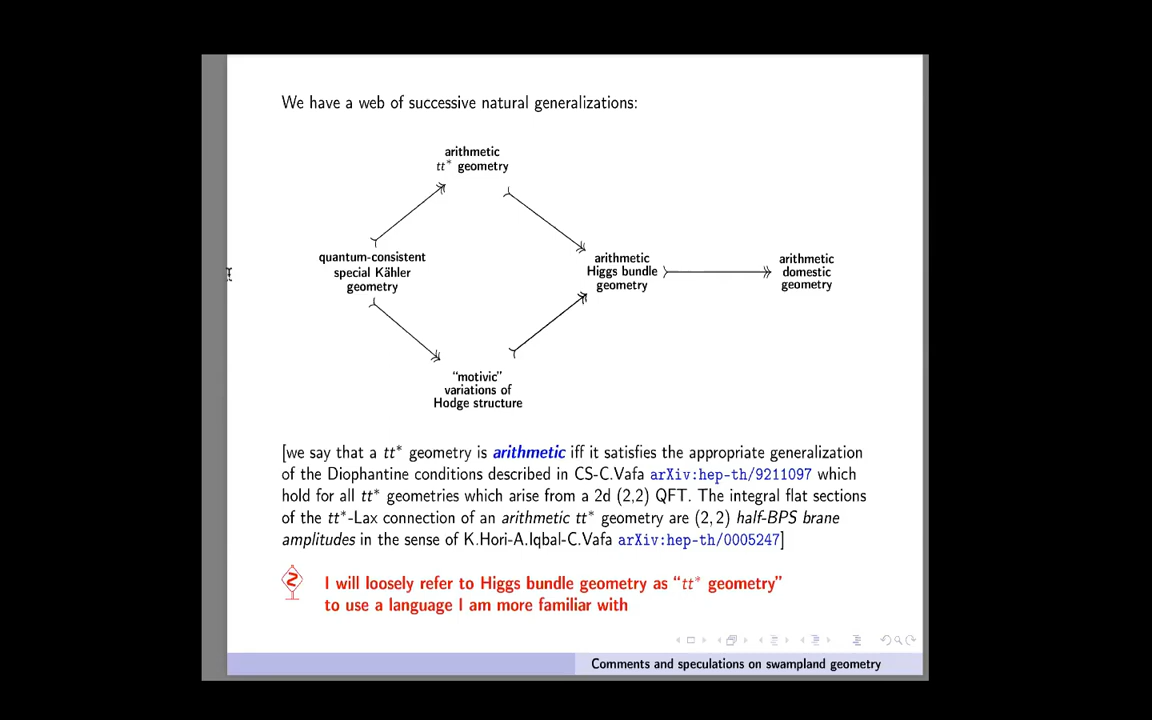 We have a web of successive natural generalizations:
arithmetic
tt* geometry
quantum-consistent
special Kähler
geometry
arithmetic
Higgs bundle
geometry
arithmetic
domestic
geometry
“motivic”
variations of
Hodge structure
[we say that a tt* geometry is arithmetic iff it satisfies the appropriate generalization
of the Diophantine conditions described in CS-C.Vafa arXiv:hep-th/9211097 which
hold for all tt* geometries which arise from a 2d (2,2) QFT. The integral flat sections
of the tt*-Lax connection of an arithmetic tt* geometry are (2,2) half-BPS brane
amplitudes in the sense of K.Hori-A.Iqbal-C.Vafa arXiv:hep-th/0005247]
I will loosely refer to Higgs bundle geometry as “tt* geometry”
to use a language I am more familiar with
Comments and speculations on swampland geometry